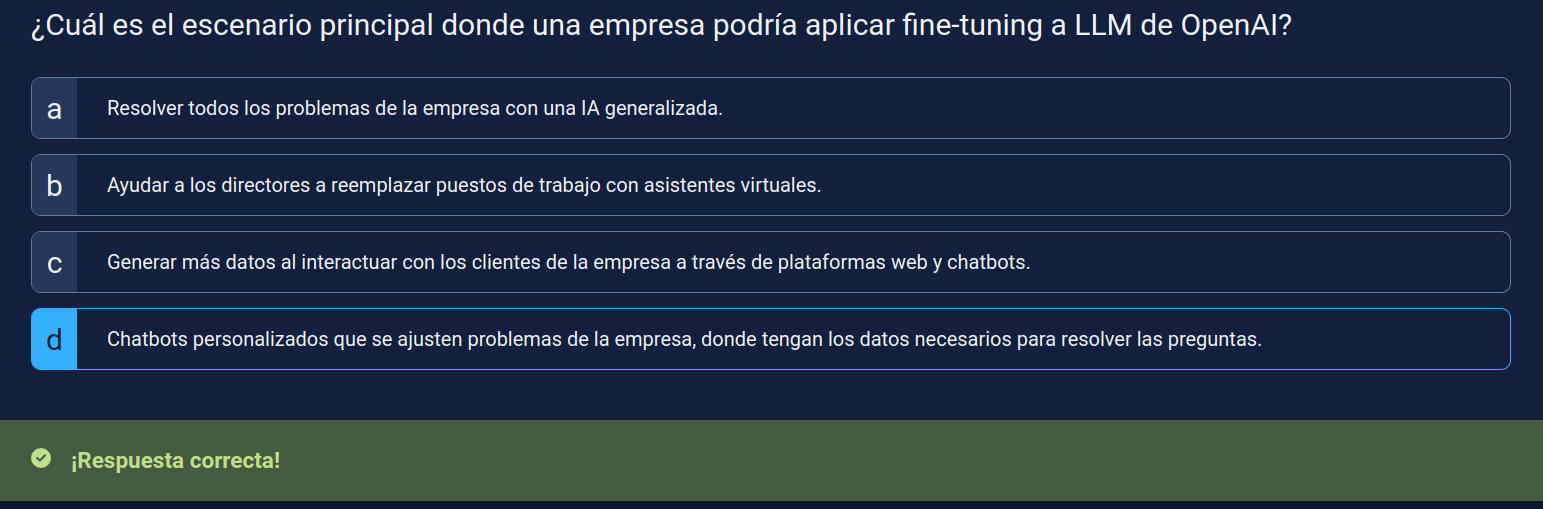 ¿Cuál es el escenario principal donde una empresa podría aplicar fine-tuning a LLM de OpenAI?
a Resolver todos los problemas de la empresa con una IA generalizada.
b Ayudar a los directores a reemplazar puestos de trabajo con asistentes virtuales.
c Generar más datos al interactuar con los clientes de la empresa a través de plataformas web y chatbots.
d Chatbots personalizados que se ajusten problemas de la empresa, donde tengan los datos necesarios para resolver las preguntas.
¡Respuesta correcta!